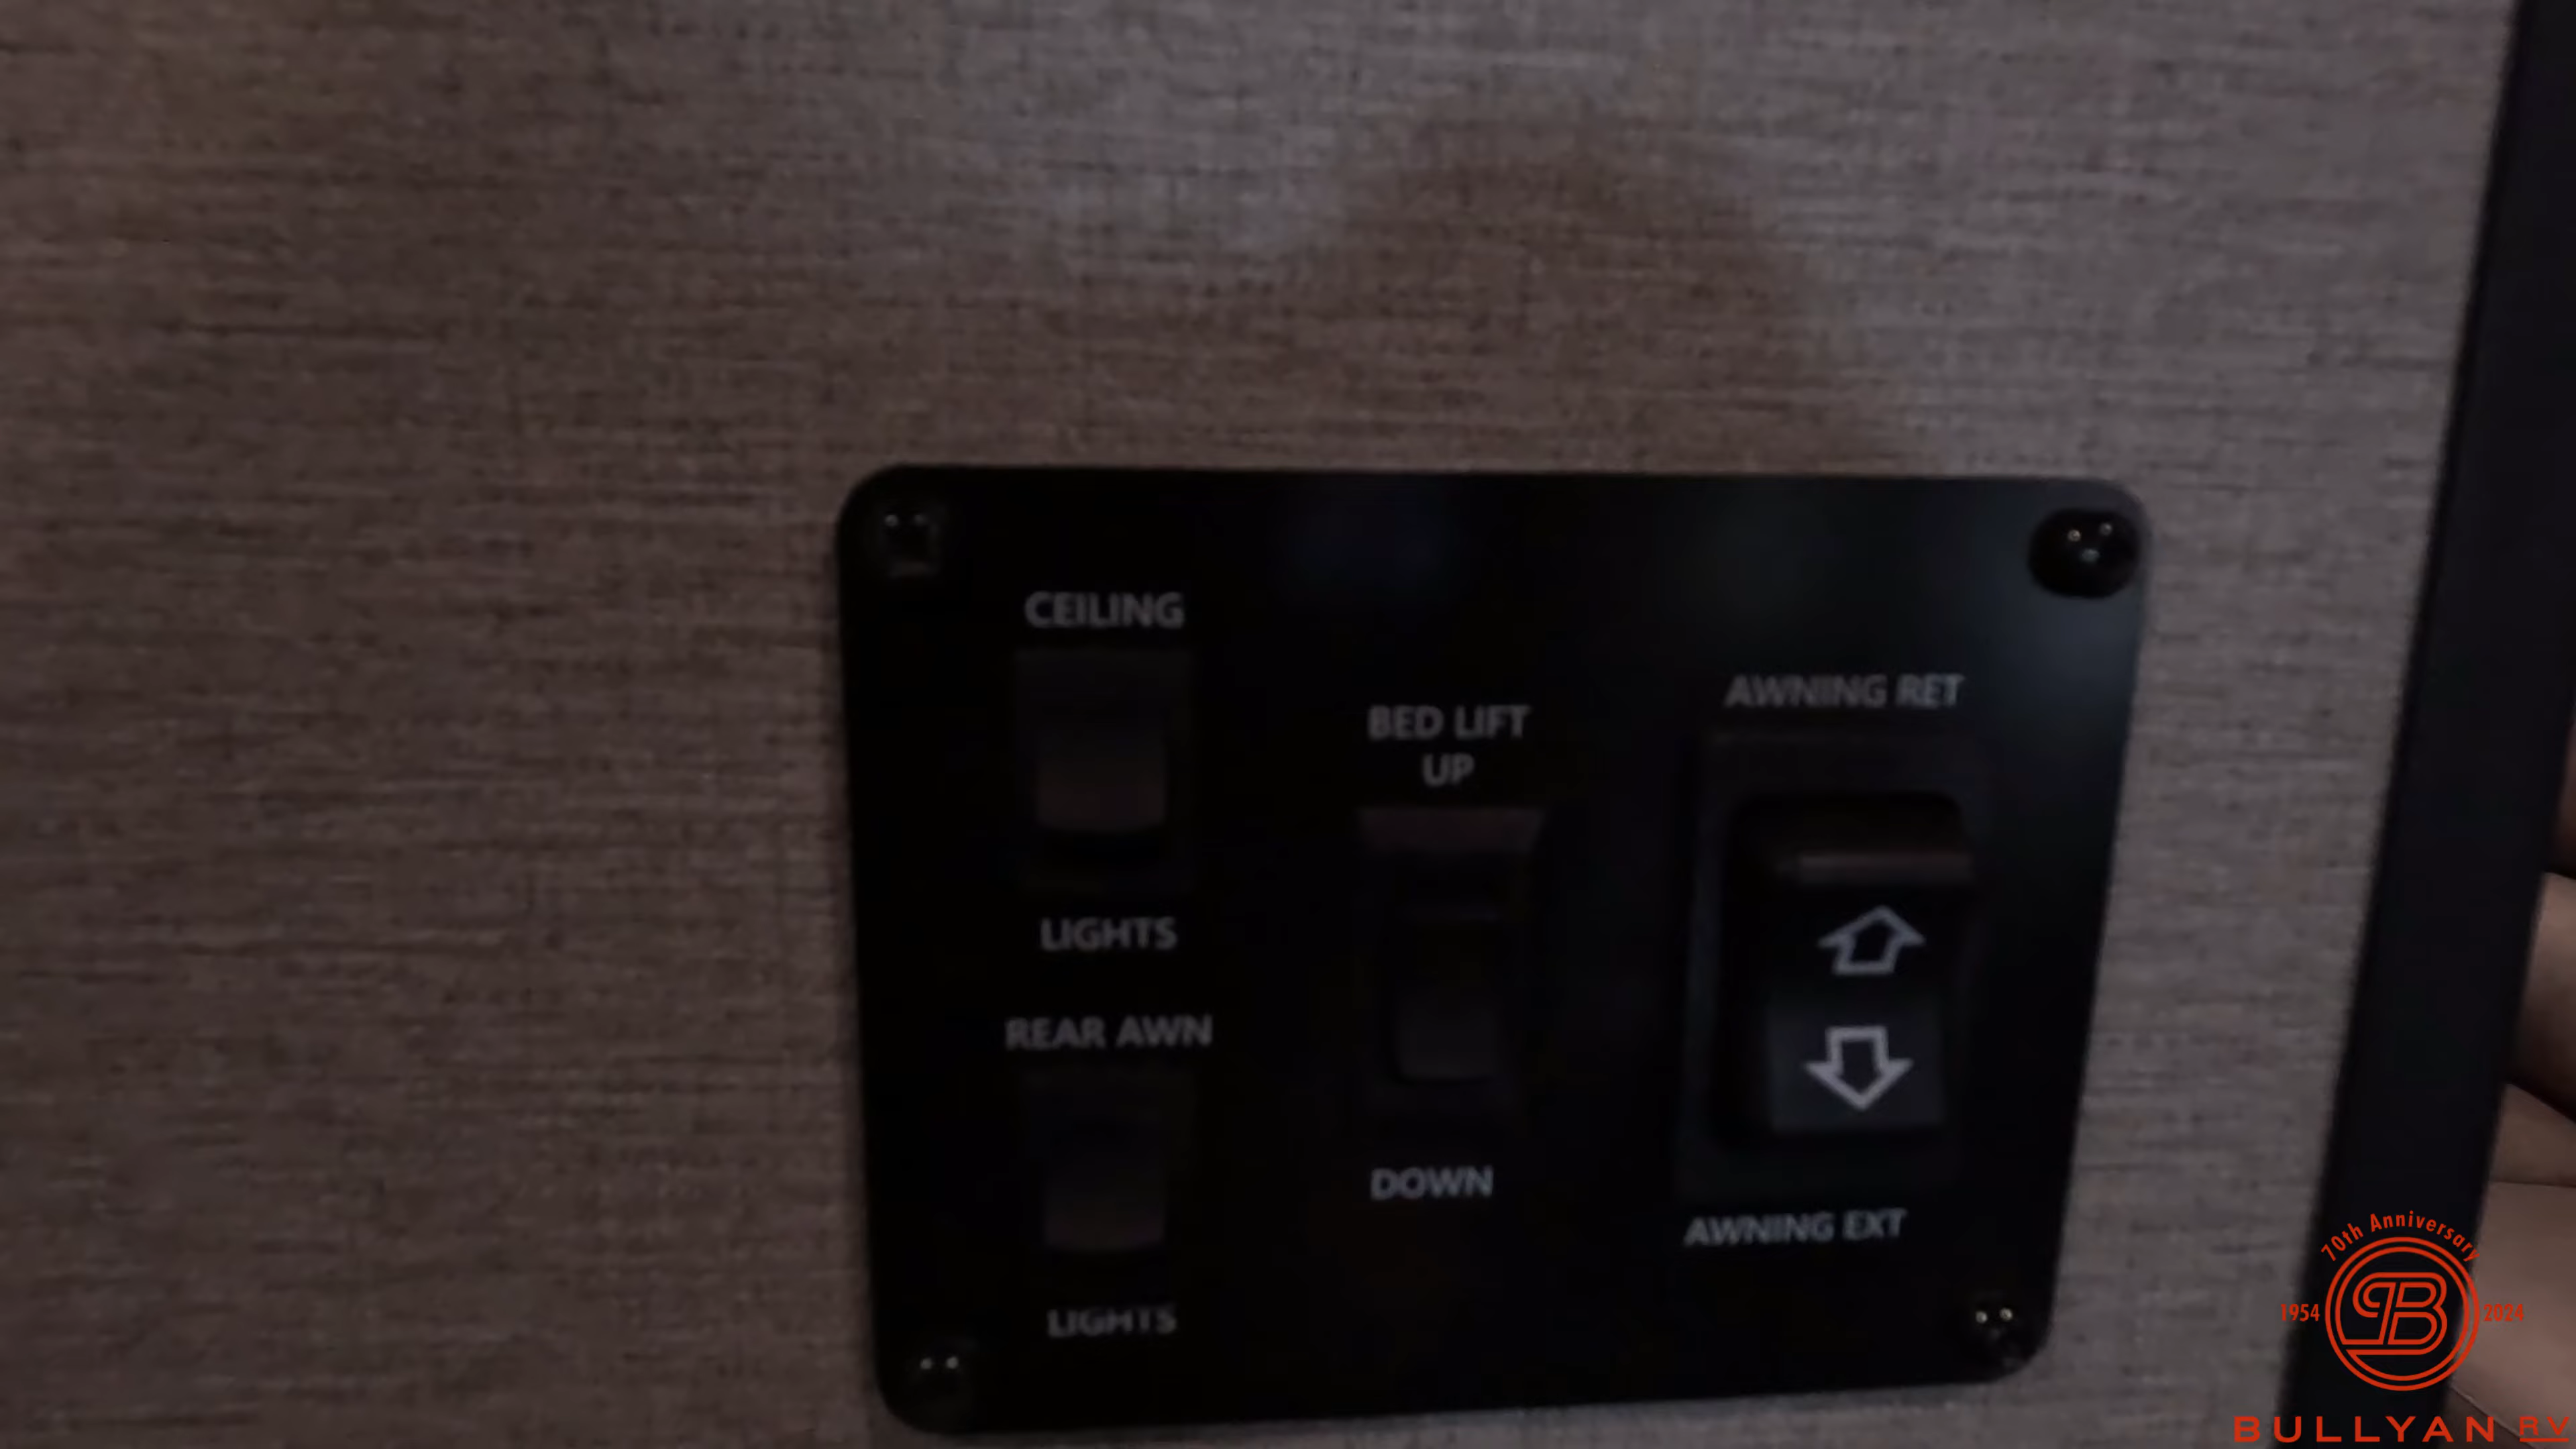 CEILING
LIGHTS
REAR AWN
LIGHTS
BED LIFT
UP
DOWN
AWNING RET
AWNING EXT
70th Anniversary
1954
B
2024
BULLYAN RV